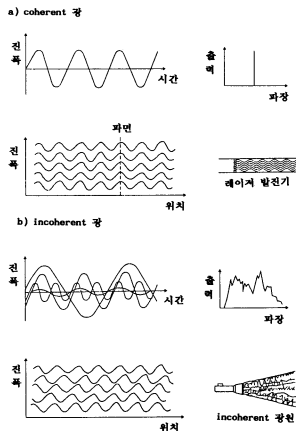 a) coherent 광
진폭
시간
출력
파장
파면
진폭
위치
레이저 발진기
b) incoherent 광
진폭
시간
출력
파장
진폭
위치
incoherent 광원